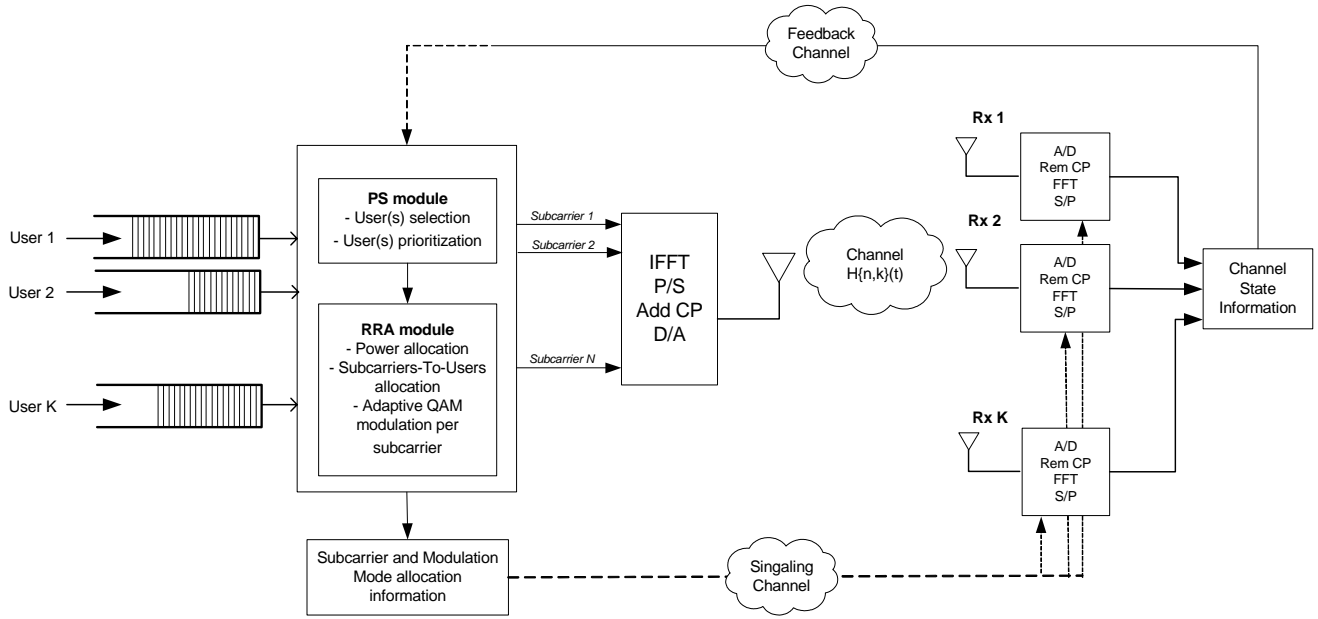 Feedback
Channel
Rx 1
A/D
Rem CP
FFT
S/P
PS module
- User(s) selection
- User(s) prioritization
User 1
User 2
User K
RRA module
- Power allocation
- Subcarriers-To-Users
allocation
- Adaptive QAM
modulation per
subcarrier
Subcarrier 1
Subcarrier 2
Subcarrier N
IFFT
P/S
Add CP
D/A
Channel
H{n,k}(t)
Rx 2
A/D
Rem CP
FFT
S/P
Channel
State
Information
Rx K
A/D
Rem CP
FFT
S/P
Subcarrier and Modulation
Mode allocation
information
Singaling
Channel